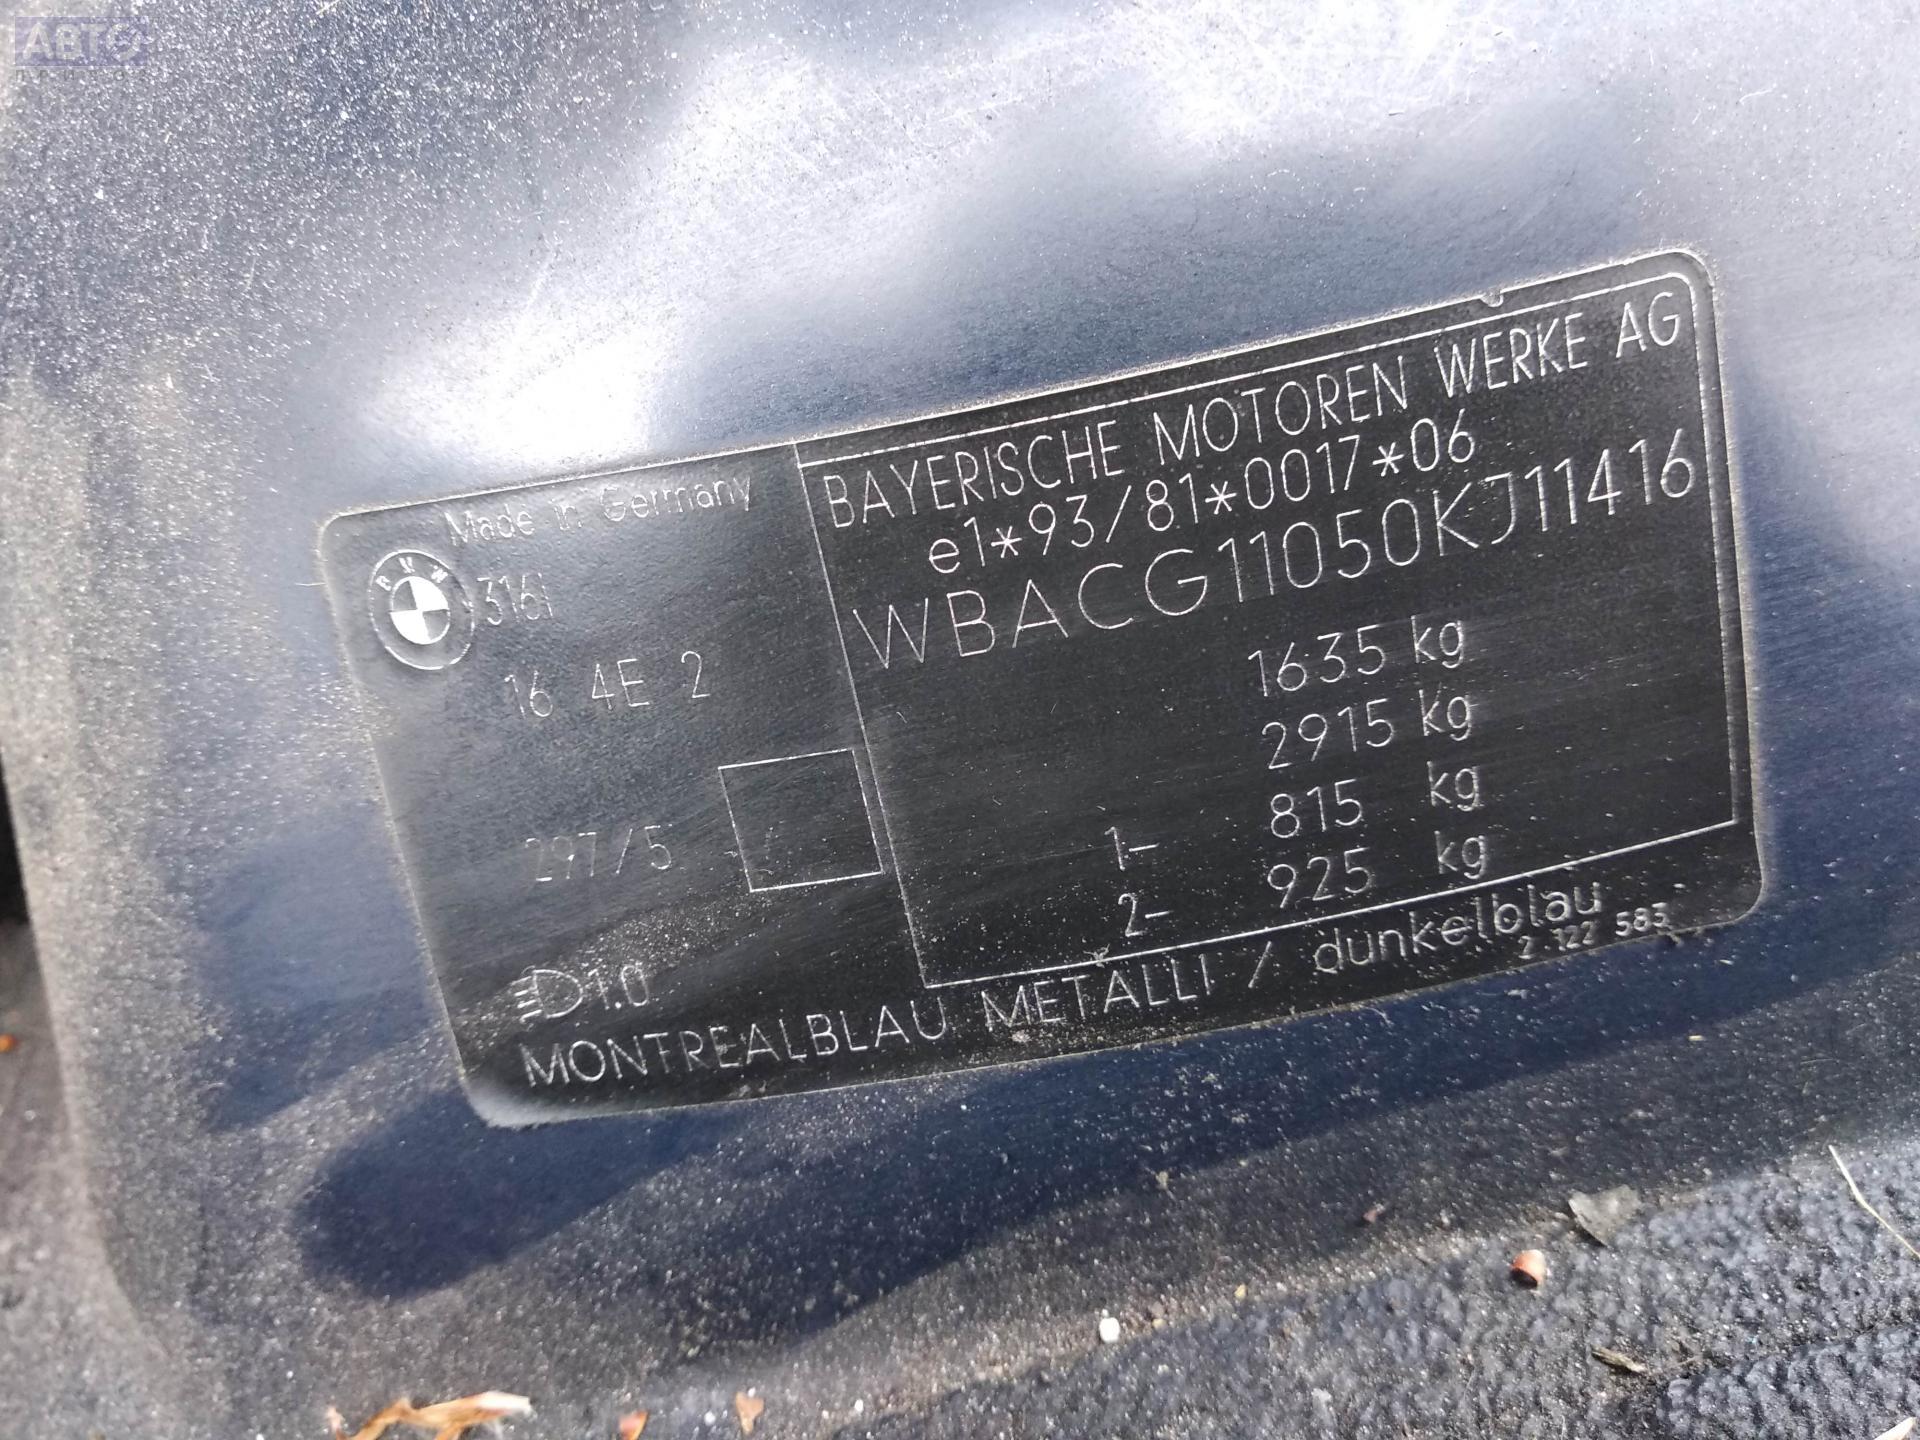 АВТО
ПРИВОЗ
Made in Germany
BMW
316i
16 4E 2
297/5
1.0
BAYERISCHE MOTOREN WERKE AG
e1*93/81*0017*06
WBACG11050KJ11416
1635 kg
2915 kg
1- 815 kg
2- 925 kg
MONTREALBLAU METALLI / dunkelblau
2 122 583